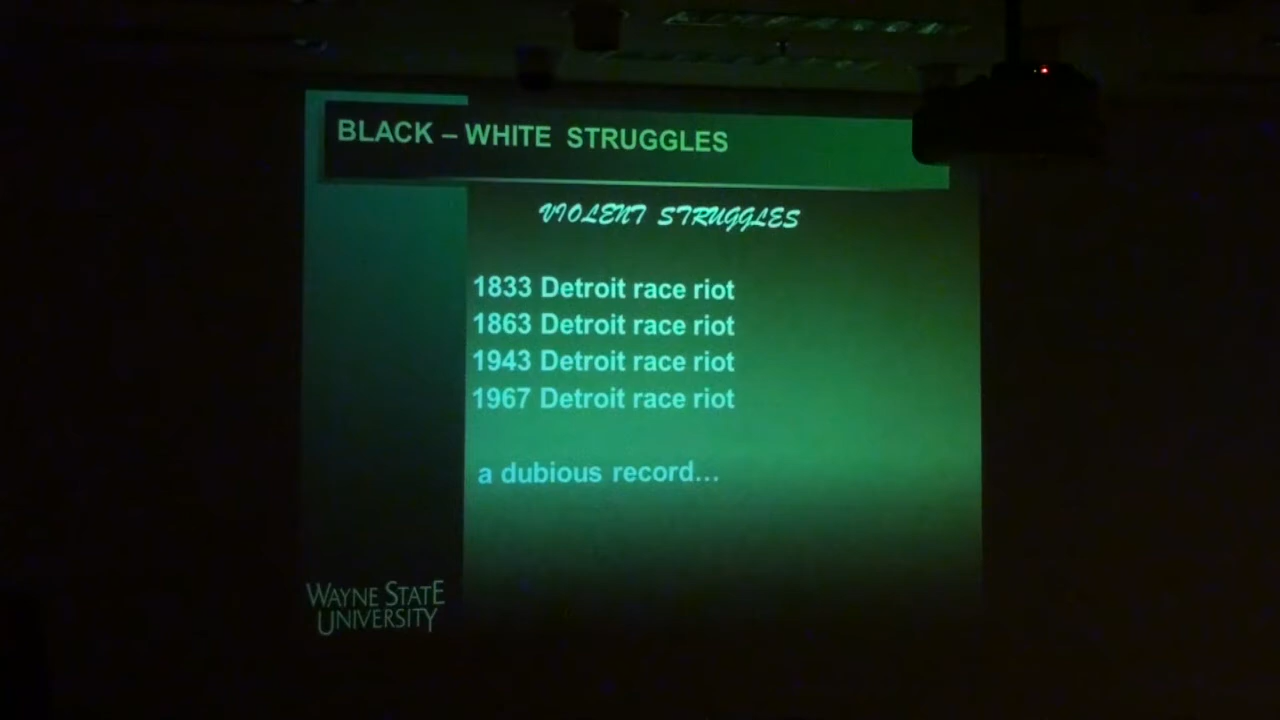 BLACK – WHITE STRUGGLES
VIOLENT STRUGGLES
1833 Detroit race riot
1863 Detroit race riot
1943 Detroit race riot
1967 Detroit race riot
a dubious record...
WAYNE STATE
UNIVERSITY